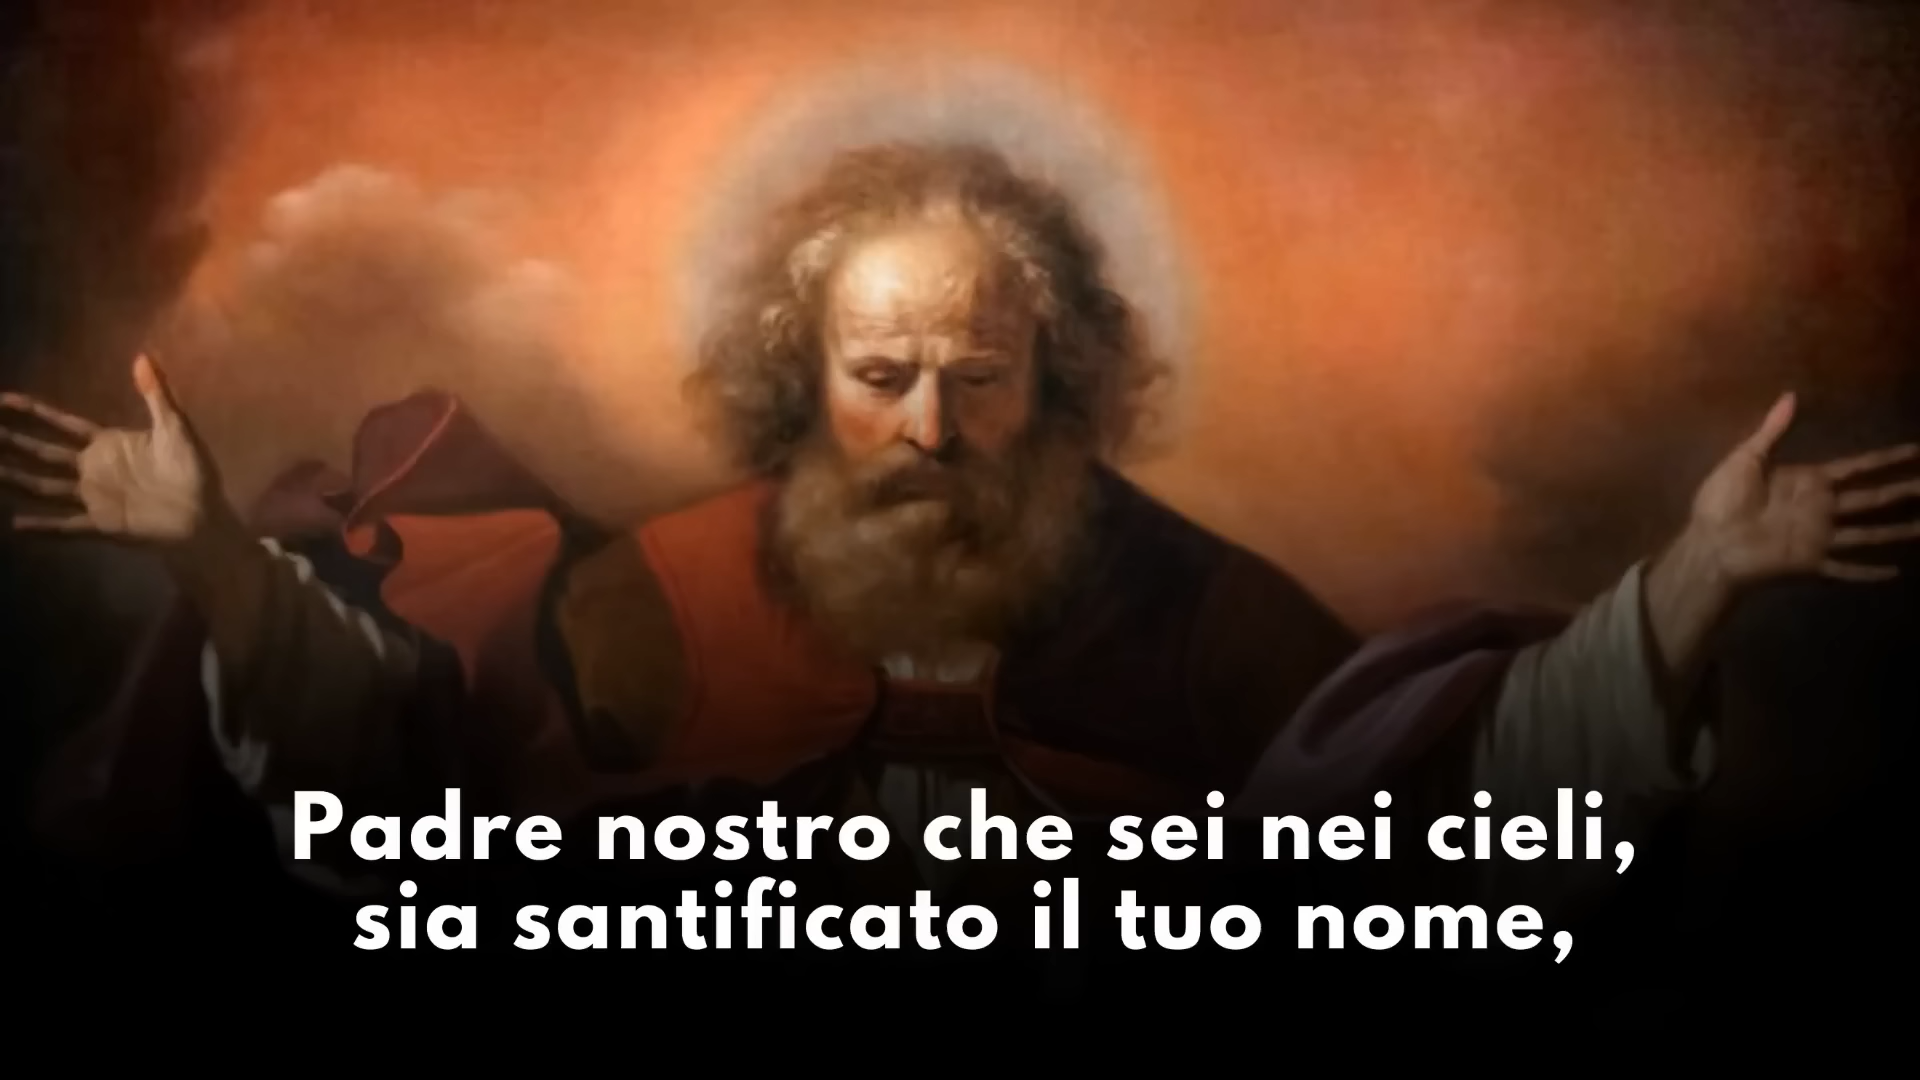 Padre nostro che sei nei cieli,
sia santificato il tuo nome,